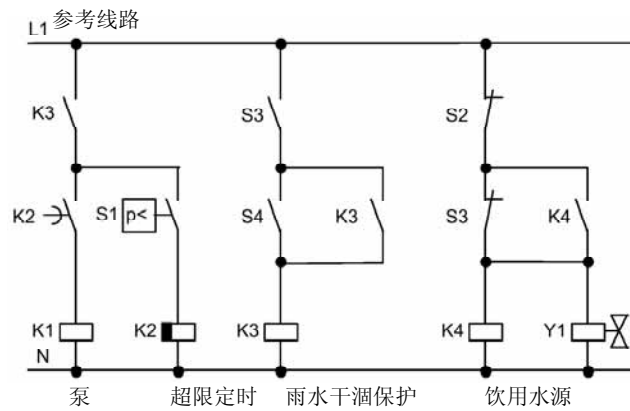 L1 参考线路
K3 S3 S2
K2 S1 p< S4 K3 S3 K4
K1 K2 K3 K4 Y1
N
泵 超限定时 雨水干涸保护 饮用水源